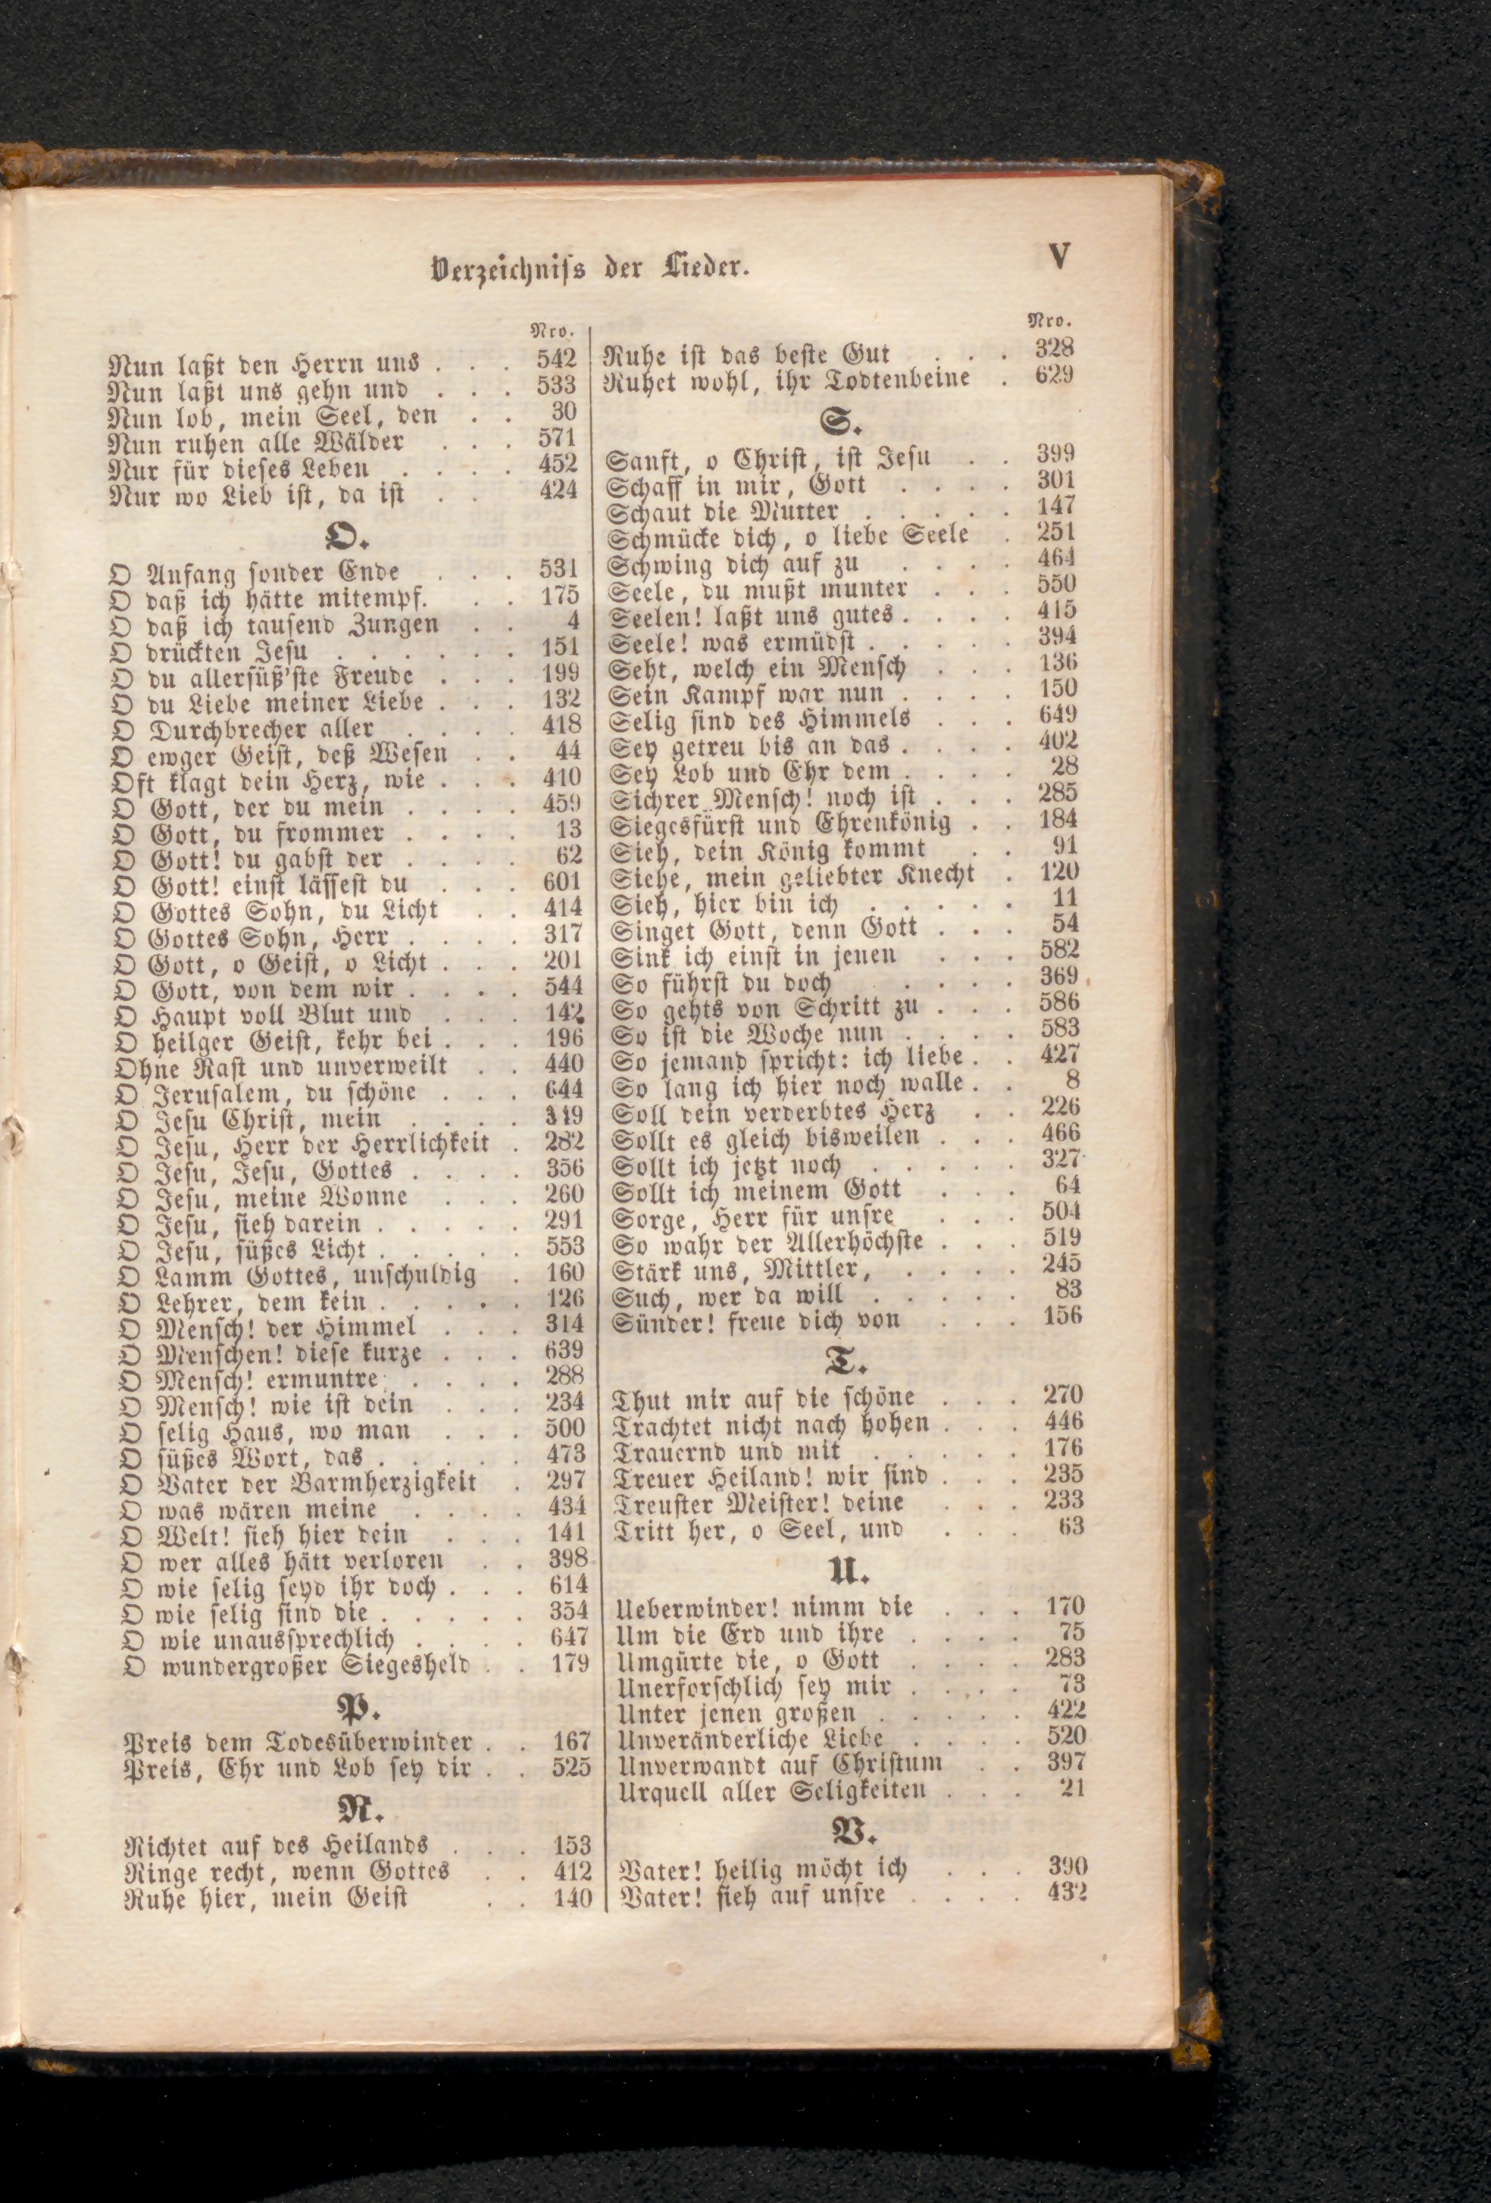 Verzeichniss der Lieder.
V
Nro.
Nun laßt den Herrn uns . . . 542
Nun laßt uns gehn und . . . 533
Nun lob, mein Seel, den . . 30
Nun ruhen alle Wälder . . . 571
Nur für dieses Leben . . . . 452
Nur wo Lieb ist, da ist . . 424
O.
O Anfang sonder Ende . . . 531
O daß ich hätte mitempf. . . 175
O daß ich tausend Zungen . . 4
O drückten Jesu . . . . . . 151
O du allersüß'ste Freude . . . 199
O du Liebe meiner Liebe . . . 132
O Durchbrecher aller . . . . 418
O ewger Geist, deß Wesen . . 44
Oft klagt dein Herz, wie . . . 410
O Gott, der du mein . . . . 459
O Gott, du frommer . . . . 13
O Gott! du gabst der . . . . 62
O Gott! einst lässest du . . . 601
O Gottes Sohn, du Licht . . 414
O Gottes Sohn, Herr . . . . 317
O Gott, o Geist, o Licht . . . 201
O Gott, von dem wir . . . . 544
O Haupt voll Blut und . . . 142
O heilger Geist, kehr bei . . . 196
Ohne Rast und unverweilt . . 440
O Jerusalem, du schöne . . . 644
O Jesu Christ, mein . . . . 349
O Jesu, Herr der Herrlichkeit . 282
O Jesu, Jesu, Gottes . . . . 356
O Jesu, meine Wonne . . . 260
O Jesu, sieh darein . . . . . 291
O Jesu, süßes Licht . . . . . 553
O Lamm Gottes, unschuldig . 160
O Lehrer, dem kein . . . . . 126
O Mensch! der Himmel . . . 314
O Menschen! diese kurze . . . 639
O Mensch! ermuntre . . . . 288
O Mensch! wie ist dein . . . 234
O selig Haus, wo man . . . 500
O süßes Wort, das . . . . . 473
O Vater der Barmherzigkeit . 297
O was wären meine . . . . 434
O Welt! sieh hier dein . . . 141
O wer alles hätt verloren . . 398
O wie selig seyd ihr doch . . . 614
O wie selig sind die . . . . . 354
O wie unaussprechlich . . . . 647
O wundergroßer Siegesheld . . 179
P.
Preis dem Todesüberwinder . . 167
Preis, Ehr und Lob sey dir . . 525
R.
Richtet auf des Heilands . . . 153
Ringe recht, wenn Gottes . . 412
Ruhe hier, mein Geist . . 140
Nro.
Ruhe ist das beste Gut . . . 328
Ruhet wohl, ihr Todtenbeine . 629
S.
Sanft, o Christ, ist Jesu . . 399
Schaff in mir, Gott . . . . 301
Schaut die Mutter . . . . . 147
Schmücke dich, o liebe Seele . 251
Schwing dich auf zu . . . . 464
Seele, du mußt munter . . . 550
Seelen! laßt uns gutes . . . . 415
Seele! was ermüdst . . . . . 394
Seht, welch ein Mensch . . . 136
Sein Kampf war nun . . . . 150
Selig sind des Himmels . . . 649
Sey getreu bis an das . . . . 402
Sey Lob und Ehr dem . . . . 28
Sichrer Mensch! noch ist . . . 285
Siegesfürst und Ehrenkönig . . 184
Sieh, dein König kommt . . 91
Siehe, mein geliebter Knecht . 120
Sieh, hier bin ich . . . . . 11
Singet Gott, denn Gott . . . 54
Sink ich einst in jenen . . . 582
So führst du doch . . . . 369
So gehts von Schritt zu . . . 586
So ist die Woche nun . . . . 583
So jemand spricht: ich liebe . . 427
So lang ich hier noch walle . . 8
Soll dein verderbtes Herz . . 226
Sollt es gleich bisweilen . . . 466
Sollt ich jetzt noch . . . . . 327
Sollt ich meinem Gott . . . 64
Sorge, Herr für unsre . . . 504
So wahr der Allerhöchste . . . 519
Stärk uns, Mittler, . . . . 245
Such, wer da will . . . . . 83
Sünder! freue dich von . . . 156
T.
Thut mir auf die schöne . . . 270
Trachtet nicht nach hohen . . . 446
Trauernd und mit . . . . . 176
Treuer Heiland! wir sind . . . 235
Treuster Meister! deine . . . 233
Tritt her, o Seel, und . . . 63
U.
Ueberwinder! nimm die . . . 170
Um die Erd und ihre . . . . 75
Umgürte die, o Gott . . . . 283
Unerforschlich sey mir . . . . 73
Unter jenen großen . . . . . 422
Unveränderliche Liebe . . . . 520
Unverwandt auf Christum . . 397
Urquell aller Seligkeiten . . . 21
V.
Vater! heilig möcht ich . . . 390
Vater! sieh auf unsre . . . . 432